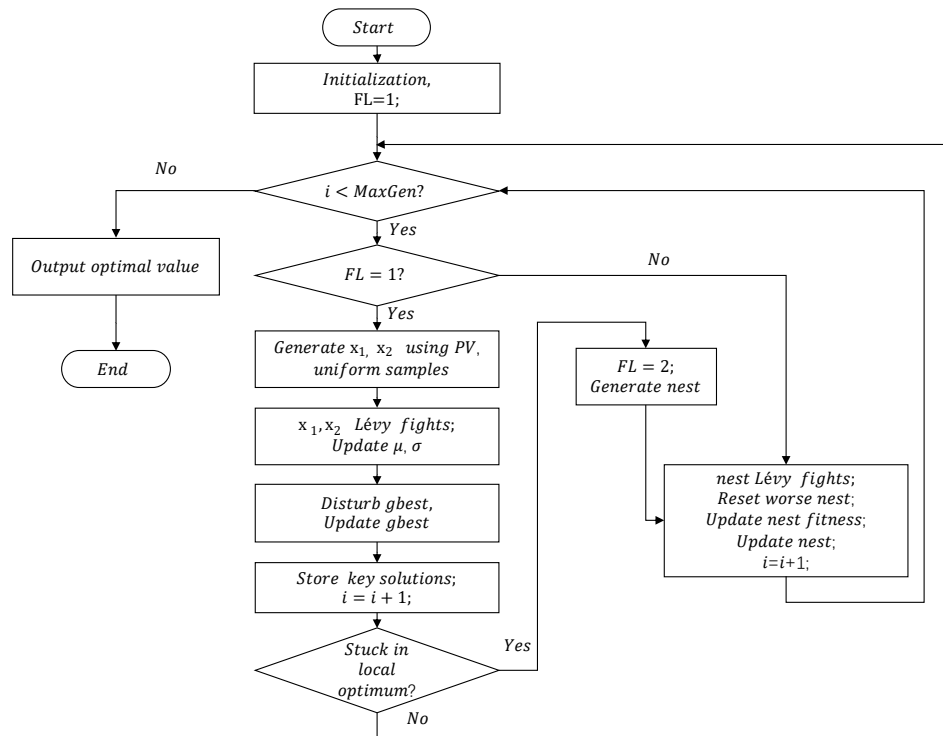 Start
Initialization,
FL=1;
No
i < MaxGen?
Yes
Output optimal value
FL = 1?
No
Yes
End
Generate x₁, x₂ using PV,
uniform samples
FL = 2;
Generate nest
x ₁,x₂ Lévy fights;
Update μ, σ
nest Lévy fights;
Reset worse nest;
Update nest fitness;
Update nest;
i=i+1;
Disturb gbest,
Update gbest
Store key solutions;
i = i + 1;
Stuck in
local
optimum?
Yes
No